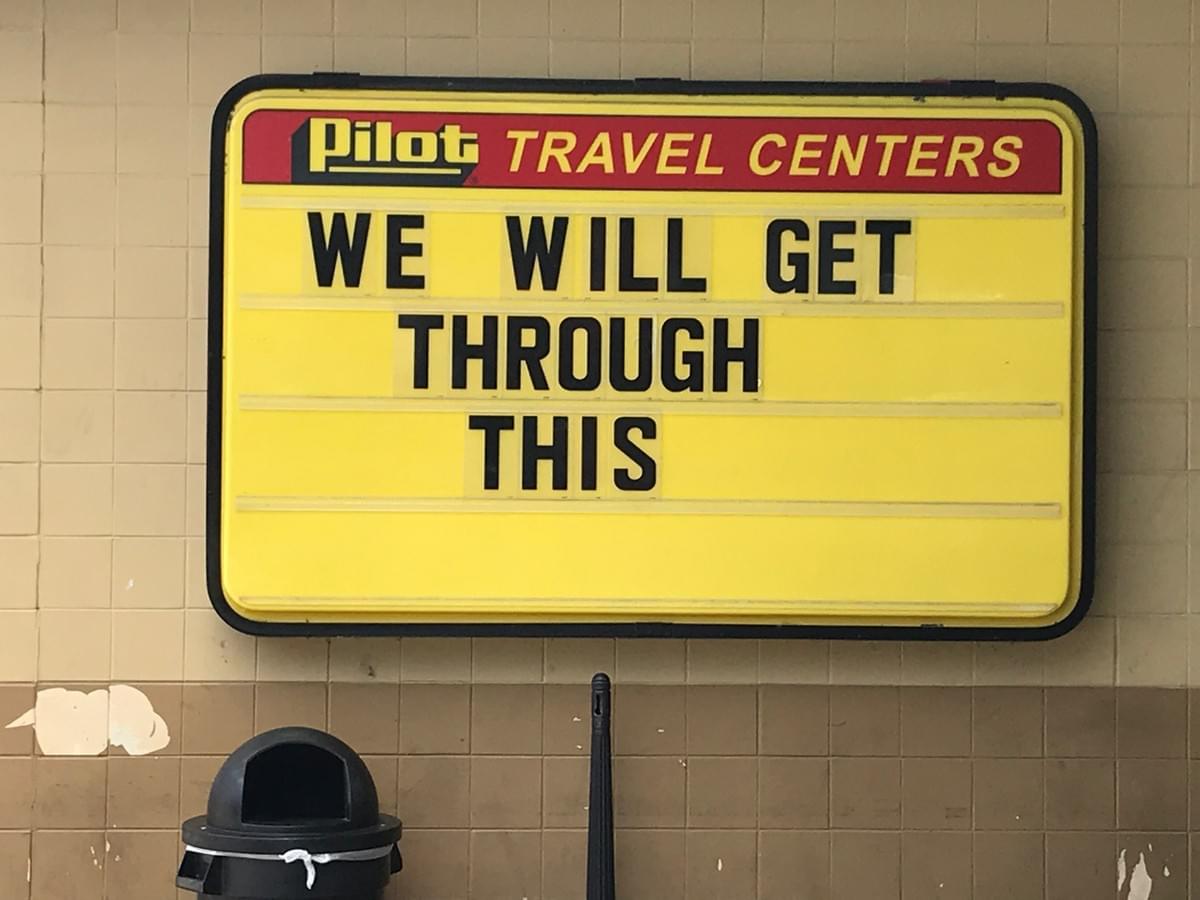 Pilot TRAVEL CENTERS
WE WILL GET
THROUGH
THIS